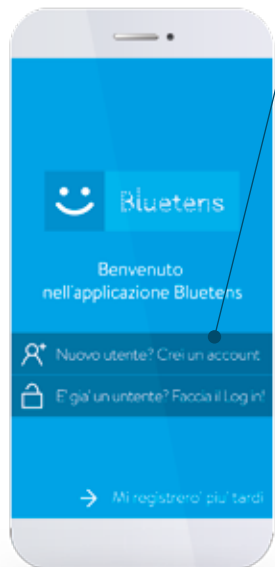 Bluetens
Benvenuto
nell'applicazione Bluetens
Nuovo utente? Crei un account
E' gia' un untente? Faccia il Log in!
Mi registrero' piu' tardi